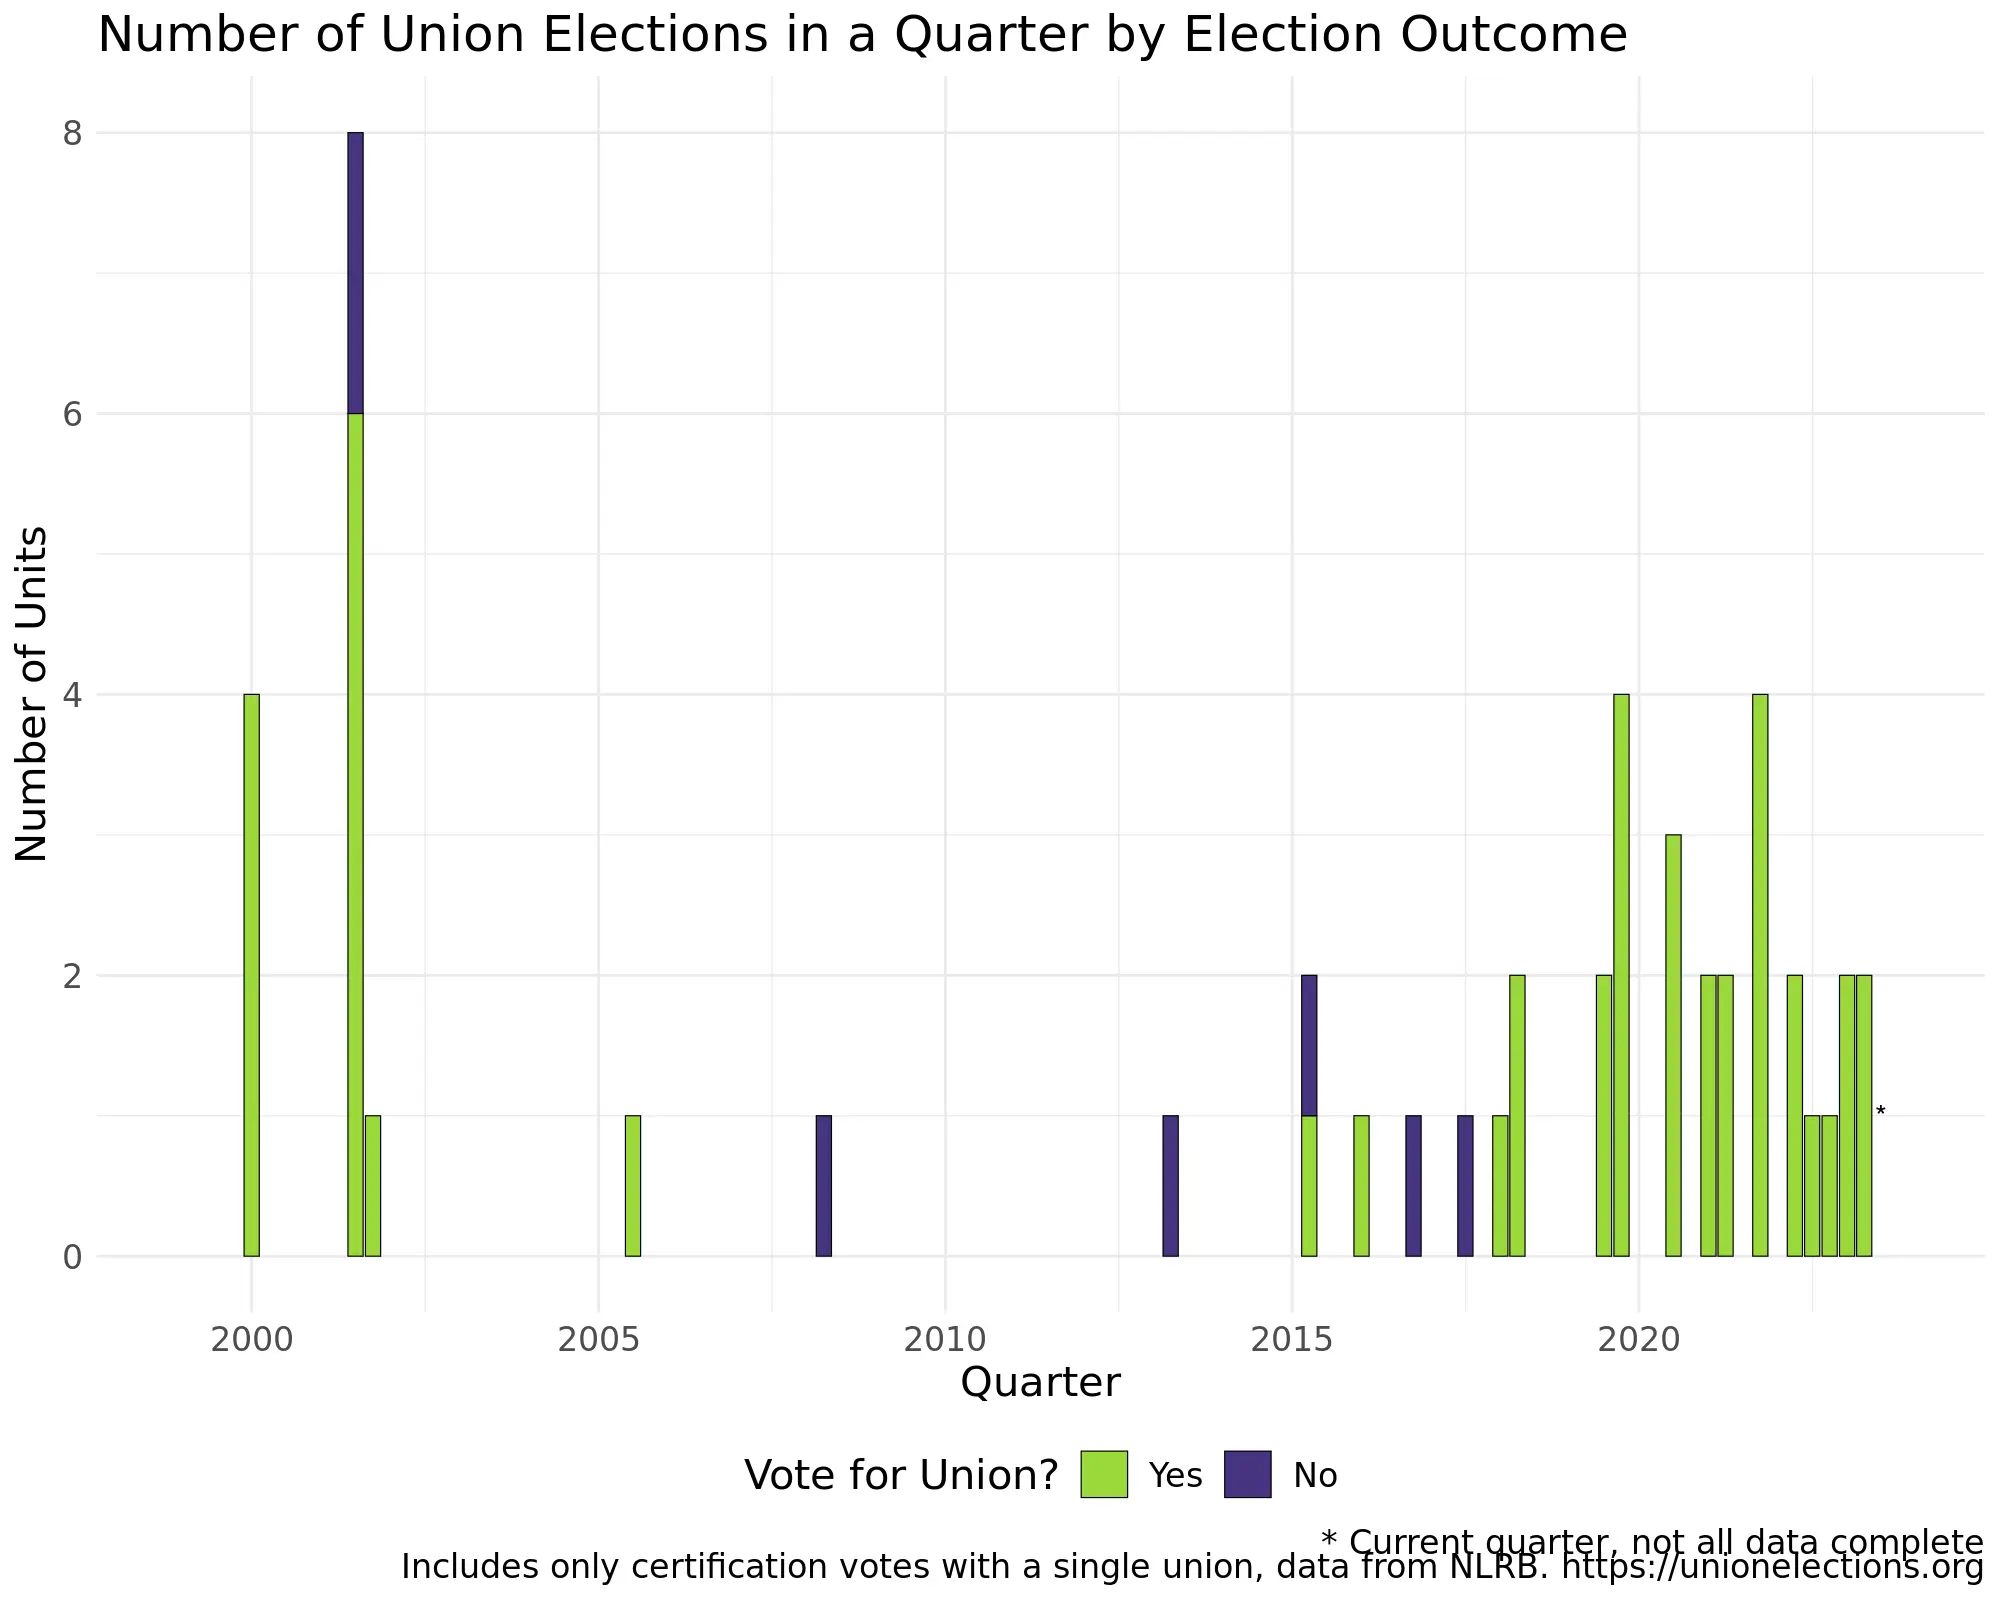 Number of Union Elections in a Quarter by Election Outcome
Number of Units
8
6
4
2
0
*
2000 2005 2010 2015 2020
Quarter
Vote for Union? Yes No
* Current quarter, not all data complete
Includes only certification votes with a single union, data from NLRB. https://unionelections.org